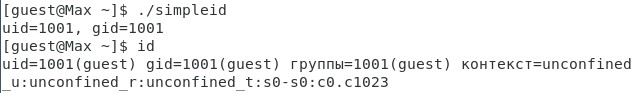 [guest@Max ~]$ ./simpleid
uid=1001, gid=1001
[guest@Max ~]$ id
uid=1001(guest) gid=1001(guest) группы=1001(guest) контекст=unconfined
_u:unconfined_r:unconfined_t:s0-s0:c0.c1023